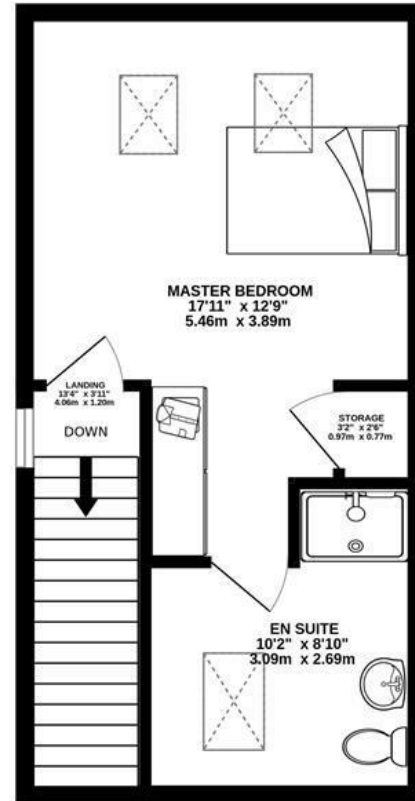 MASTER BEDROOM
17'11" x 12'9"
5.46m x 3.89m
LANDING
13'4" x 3'11"
4.06m x 1.20m
DOWN
STORAGE
3'2" x 2'6"
0.97m x 0.77m
EN SUITE
10'2" x 8'10"
3.09m x 2.69m